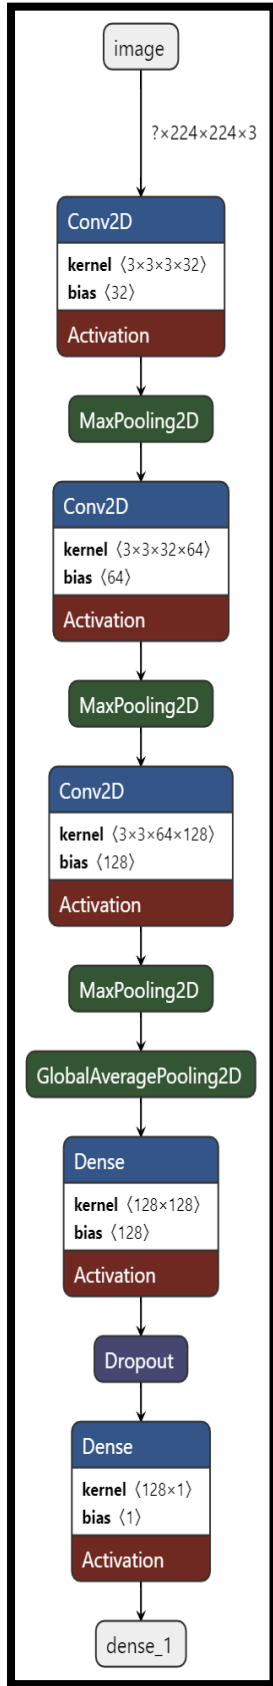 image
?×224×224×3
Conv2D
kernel ⟨3×3×3×32⟩
bias ⟨32⟩
Activation
MaxPooling2D
Conv2D
kernel ⟨3×3×32×64⟩
bias ⟨64⟩
Activation
MaxPooling2D
Conv2D
kernel ⟨3×3×64×128⟩
bias ⟨128⟩
Activation
MaxPooling2D
GlobalAveragePooling2D
Dense
kernel ⟨128×128⟩
bias ⟨128⟩
Activation
Dropout
Dense
kernel ⟨128×1⟩
bias ⟨1⟩
Activation
dense_1